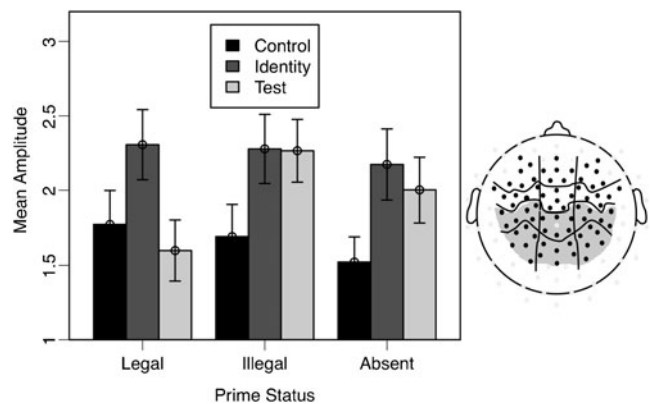 3
2.5
2
1.5
1
Mean Amplitude
Control
Identity
Test
Legal
Illegal
Absent
Prime Status